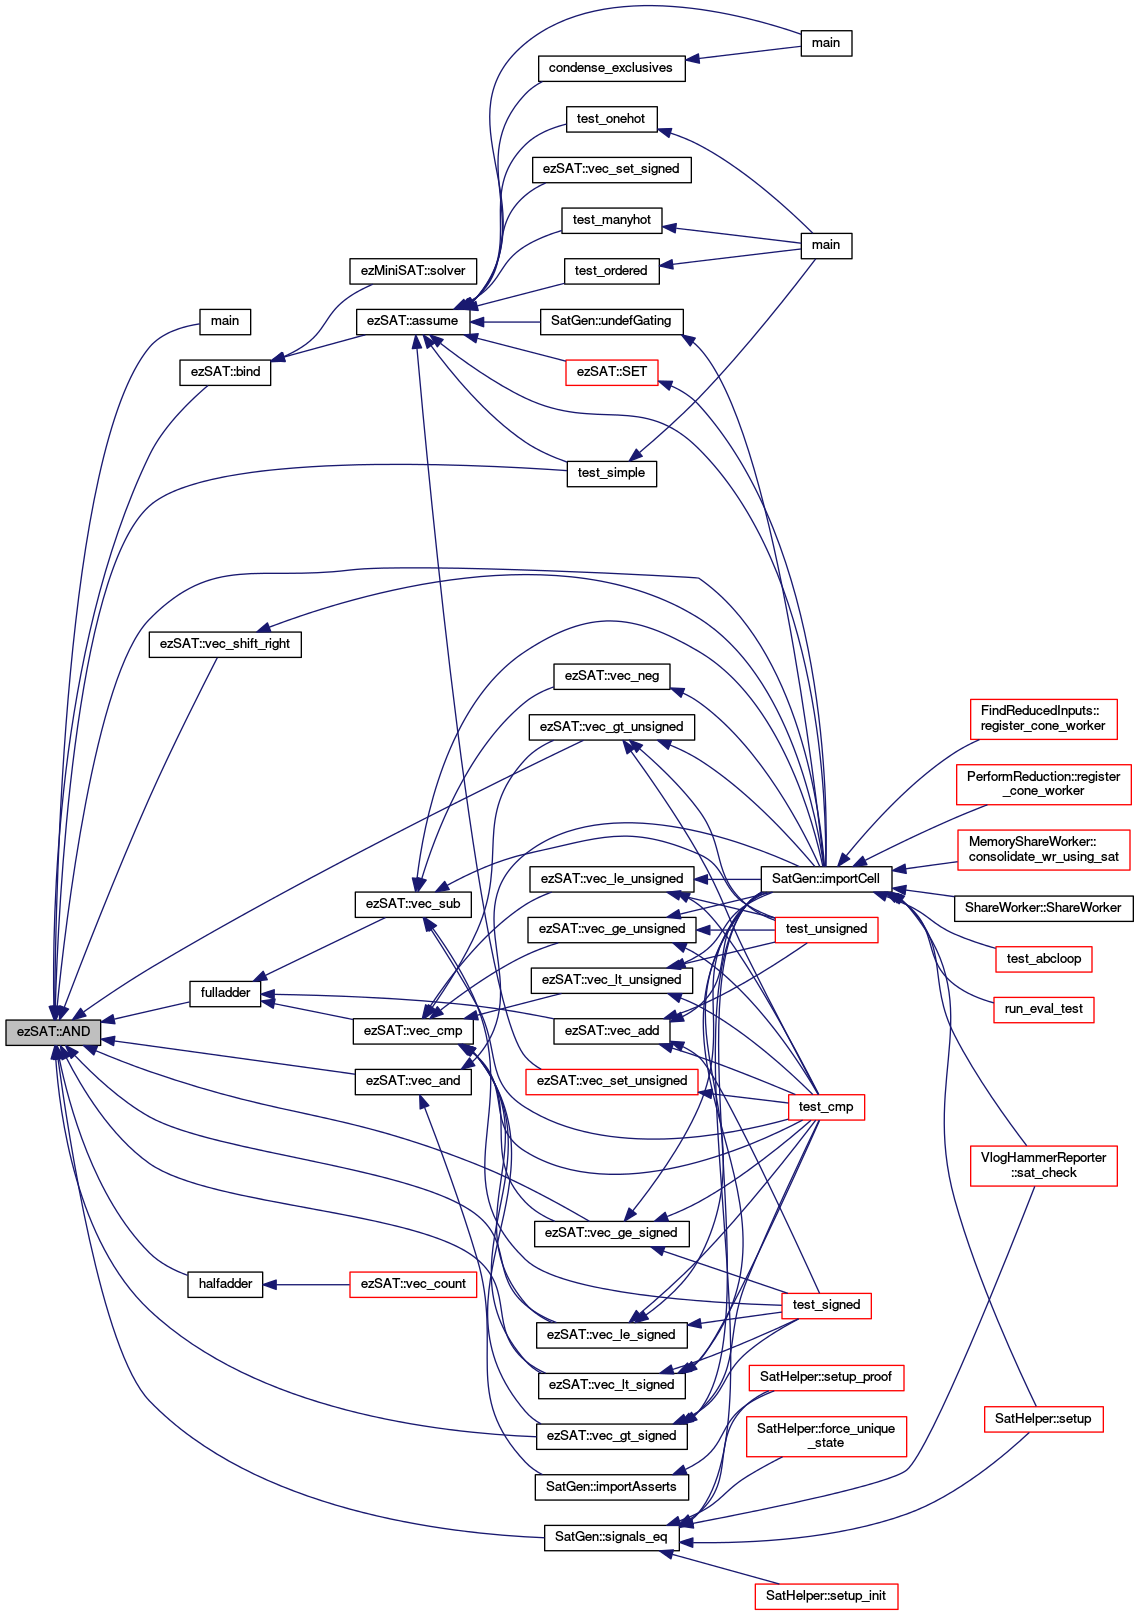 main
condense_exclusives
test_onehot
ezSAT::vec_set_signed
test_manyhot
main
ezMiniSAT::solver
test_ordered
main
ezSAT::assume
SatGen::undefGating
ezSAT::bind
ezSAT::SET
test_simple
ezSAT::vec_shift_right
ezSAT::vec_neg
FindReducedInputs::
register_cone_worker
ezSAT::vec_gt_unsigned
PerformReduction::register
_cone_worker
MemoryShareWorker::
consolidate_wr_using_sat
ezSAT::vec_le_unsigned
SatGen::importCell
ezSAT::vec_sub
ShareWorker::ShareWorker
ezSAT::vec_ge_unsigned
test_unsigned
test_abcloop
ezSAT::vec_lt_unsigned
fulladder
run_eval_test
ezSAT::AND
ezSAT::vec_cmp
ezSAT::vec_add
ezSAT::vec_and
ezSAT::vec_set_unsigned
test_cmp
VlogHammerReporter
::sat_check
ezSAT::vec_ge_signed
halfadder
ezSAT::vec_count
test_signed
ezSAT::vec_le_signed
SatHelper::setup_proof
ezSAT::vec_lt_signed
SatHelper::setup
SatHelper::force_unique
_state
ezSAT::vec_gt_signed
SatGen::importAsserts
SatGen::signals_eq
SatHelper::setup_init